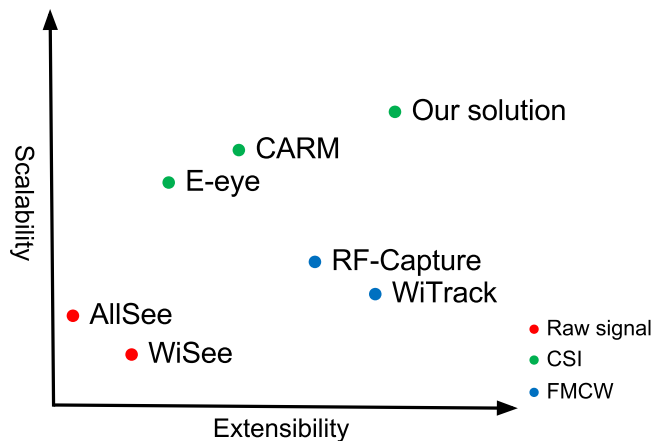 Our solution
CARM
E-eye
Scalability
RF-Capture
WiTrack
AllSee
WiSee
Raw signal
CSI
FMCW
Extensibility